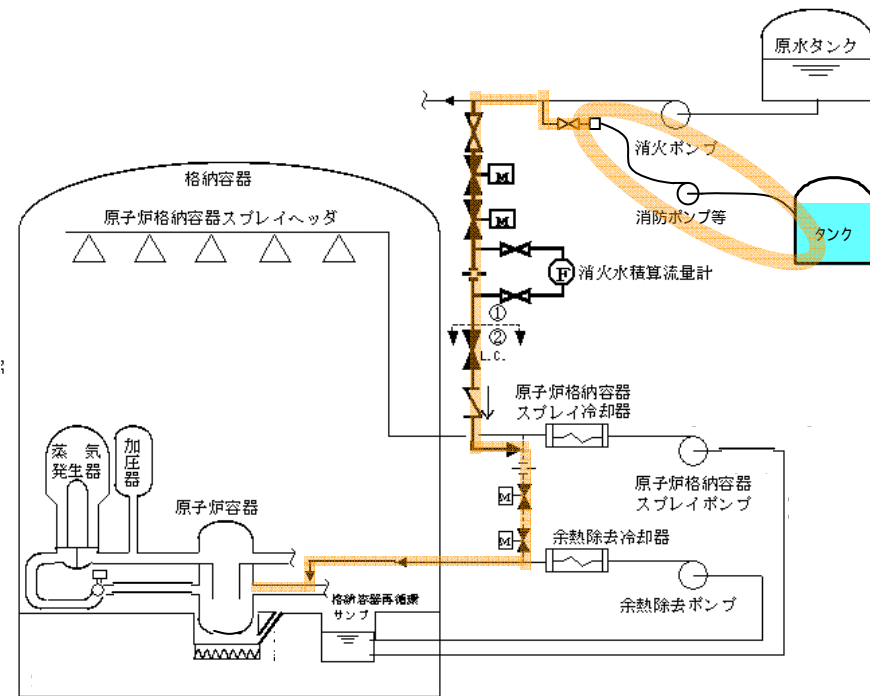 原水タンク
消火ポンプ
格納容器
M
原子炉格納容器スプレイヘッダ
M
消防ポンプ等
タンク
F
消火水積算流量計
①
②
L.C.
原子炉格納容器
スプレイ冷却器
蒸気
発生器
加圧器
原子炉容器
M
原子炉格納容器
スプレイポンプ
M
余熱除去冷却器
格納容器再循環
サンプ
余熱除去ポンプ